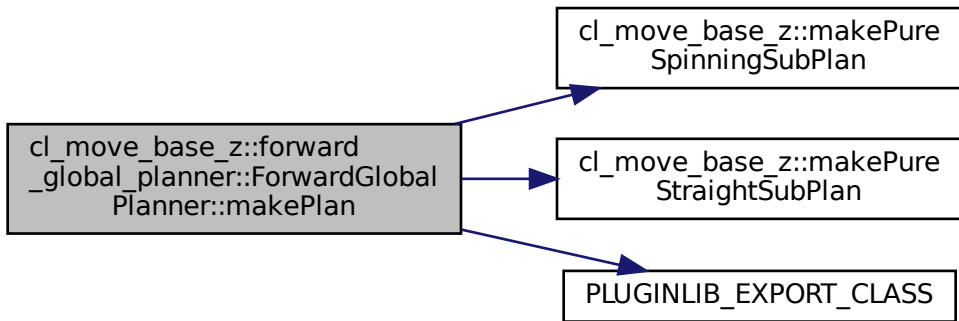 cl_move_base_z::forward
_global_planner::ForwardGlobal
Planner::makePlan
cl_move_base_z::makePure
SpinningSubPlan
cl_move_base_z::makePure
StraightSubPlan
PLUGINLIB_EXPORT_CLASS